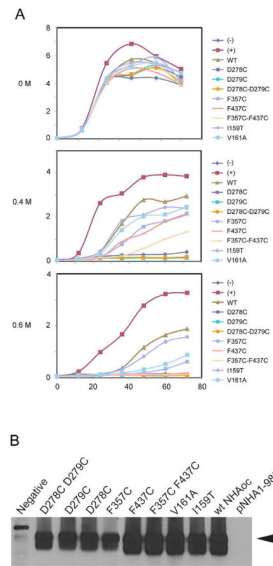 A
8
6
4
2
0
0 M
(-)
(+)
WT
D278C
D279C
D278C-D279C
F357C
F437C
F357C-F437C
I159T
V161A
4
2
0
0.4 M
(-)
(+)
WT
D278C
D279C
D278C-D279C
F357C
F437C
F357C-F437C
I159T
V161A
4
2
0
0.6 M
0 20 40 60 80
(-)
(+)
WT
D278C
D279C
D278C-D279C
F357C
F437C
F357C-F437C
I159T
V161A
B
Negative
D278C D279C
D279C
D278C
F357C
F437C
F357C F437C
V161A
I159T
wt NHAoc